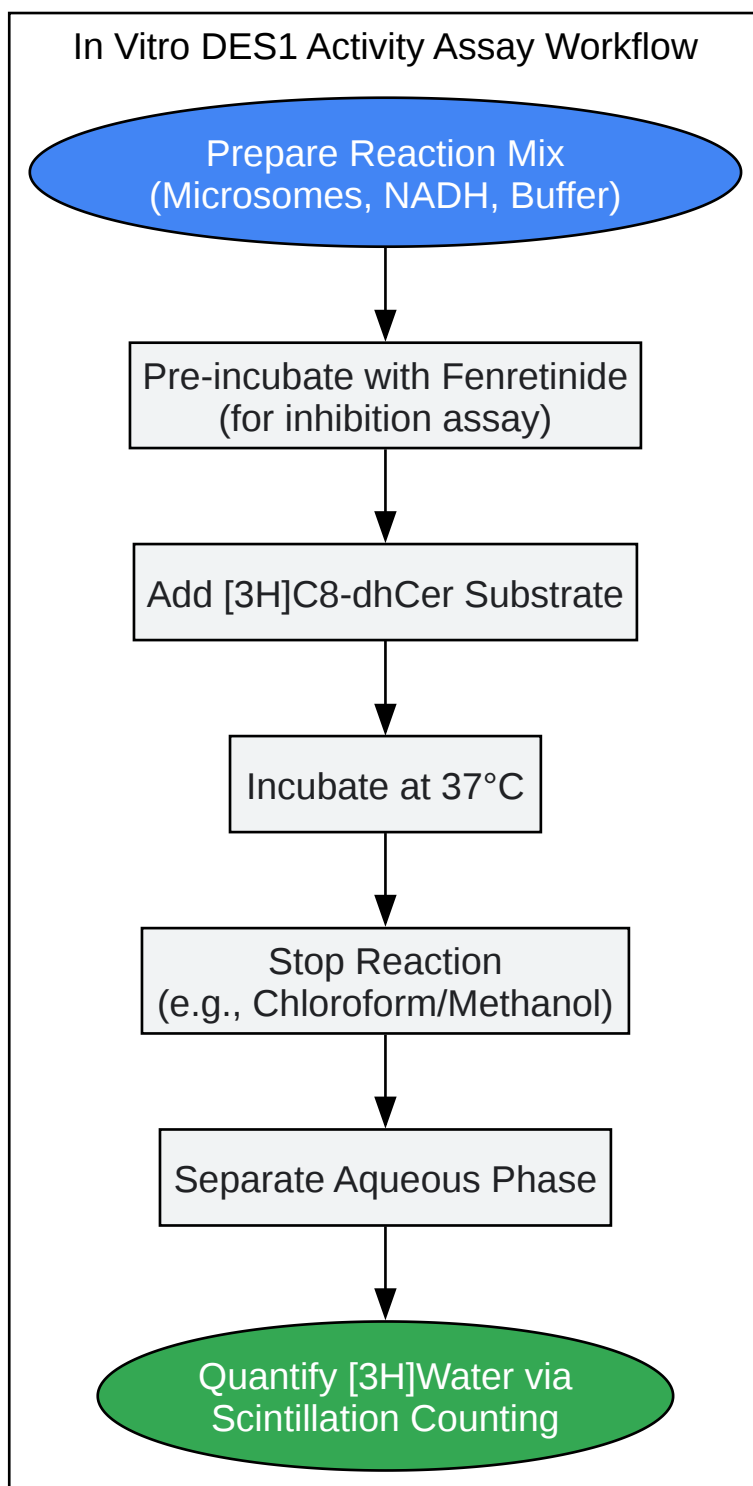 In Vitro DES1 Activity Assay Workflow
Prepare Reaction Mix
(Microsomes, NADH, Buffer)
Pre-incubate with Fenretinide
(for inhibition assay)
Add [3H]C8-dhCer Substrate
Incubate at 37°C
Stop Reaction
(e.g., Chloroform/Methanol)
Separate Aqueous Phase
Quantify [3H]Water via
Scintillation Counting